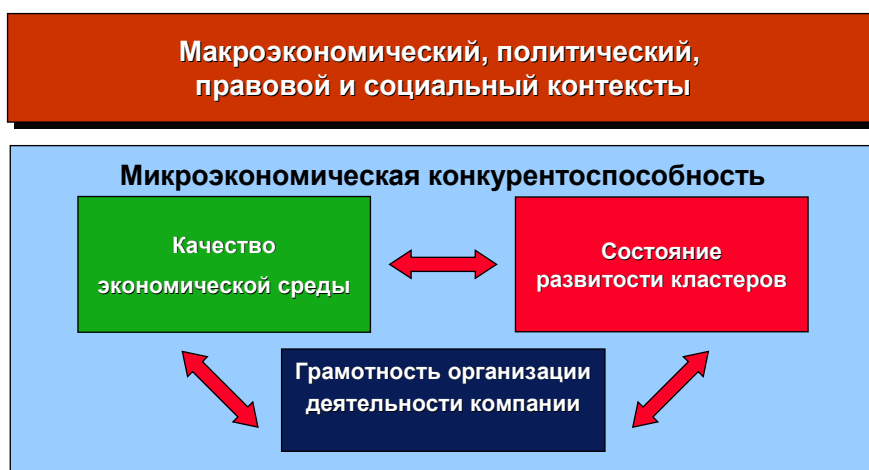 Макроэкономический, политический,
правовой и социальный контексты
Микроэкономическая конкурентоспособность
Качество
экономической среды
Состояние
развитости кластеров
Грамотность организации
деятельности компании